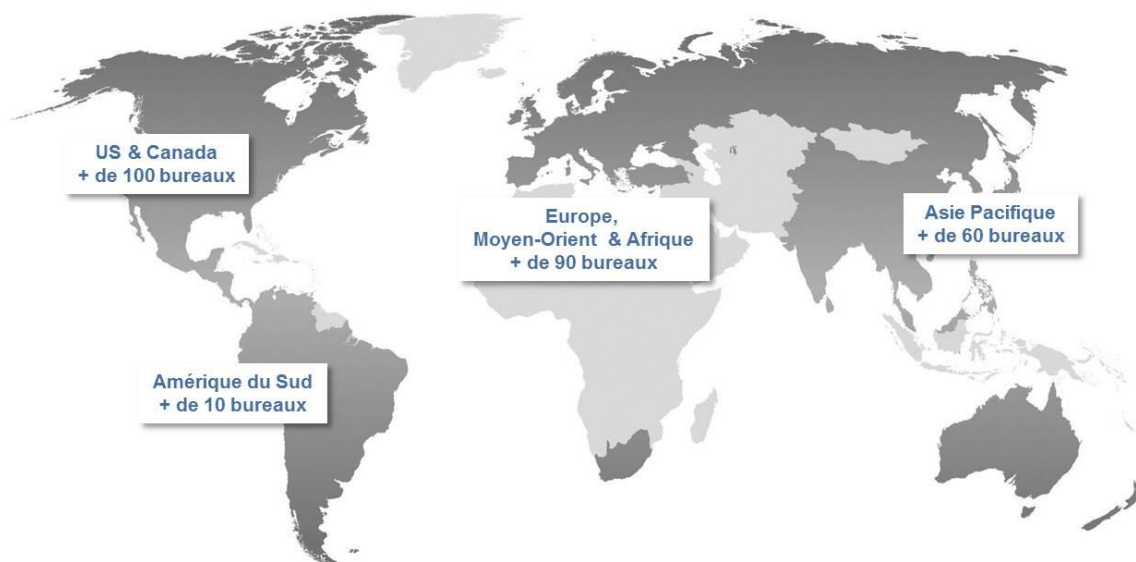 US & Canada
+ de 100 bureaux
Europe,
Moyen-Orient & Afrique
+ de 90 bureaux
Asie Pacifique
+ de 60 bureaux
Amérique du Sud
+ de 10 bureaux